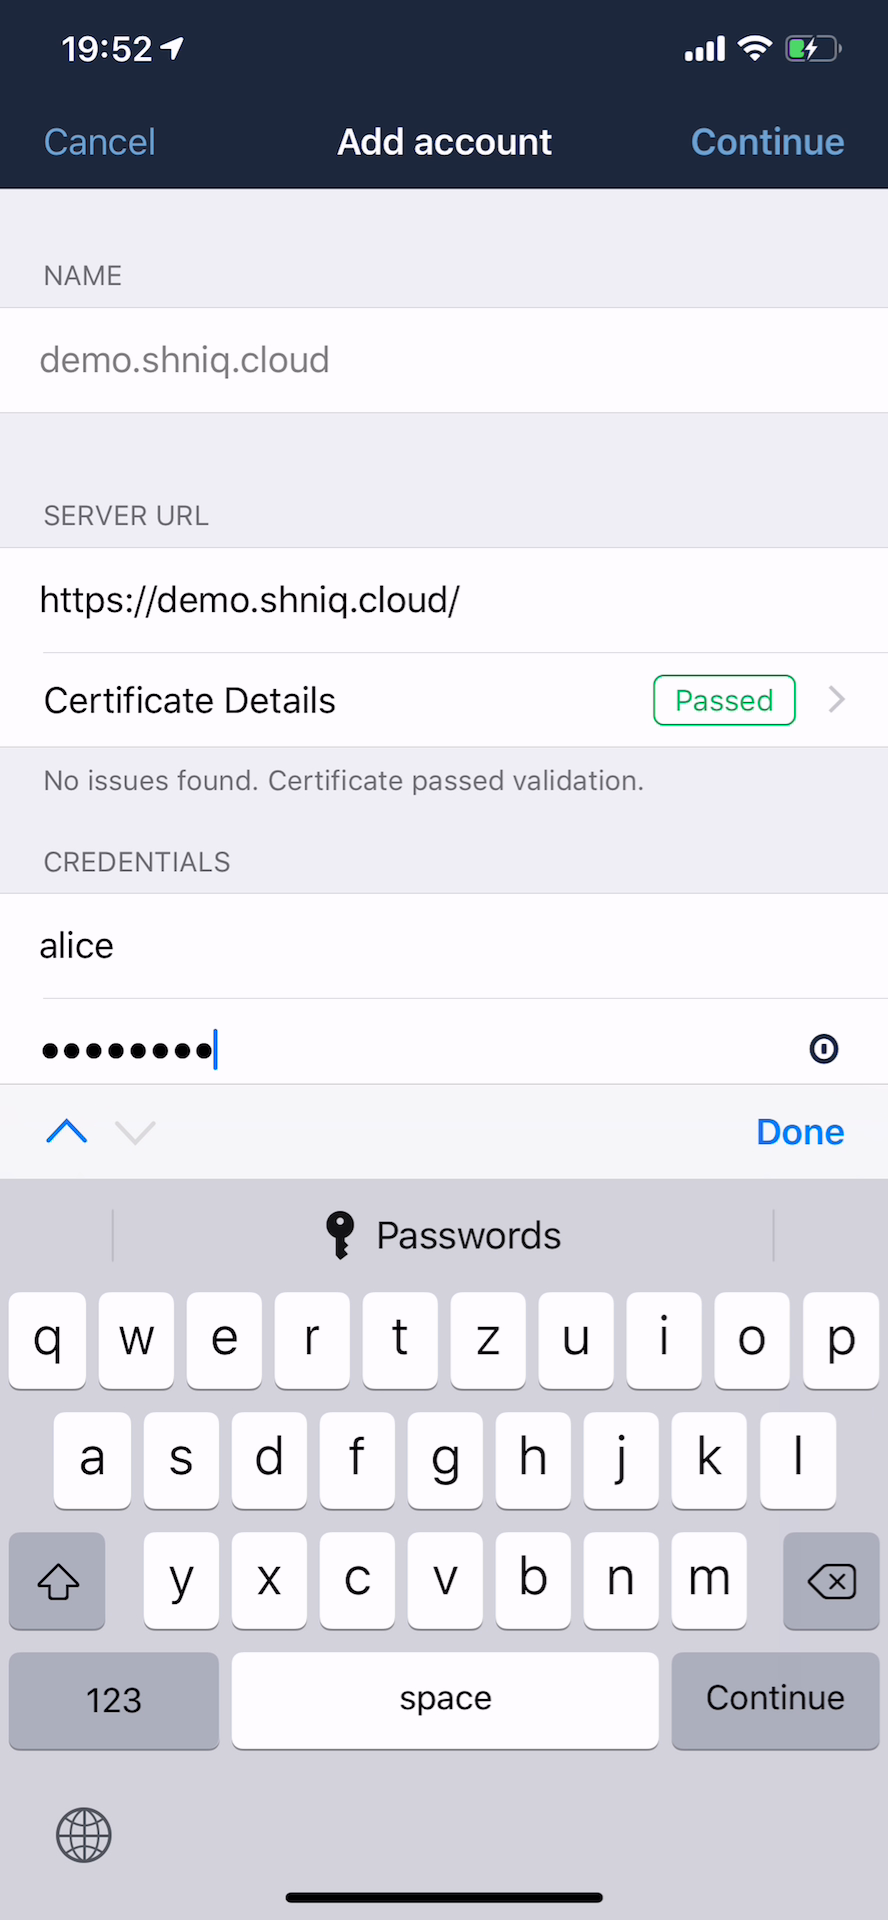 19:52
Cancel Add account Continue
NAME
demo.shniq.cloud
SERVER URL
https://demo.shniq.cloud/
Certificate Details Passed
No issues found. Certificate passed validation.
CREDENTIALS
alice
••••••••
Done
Passwords
q w e r t z u i o p
a s d f g h j k l
y x c v b n m
123 space Continue